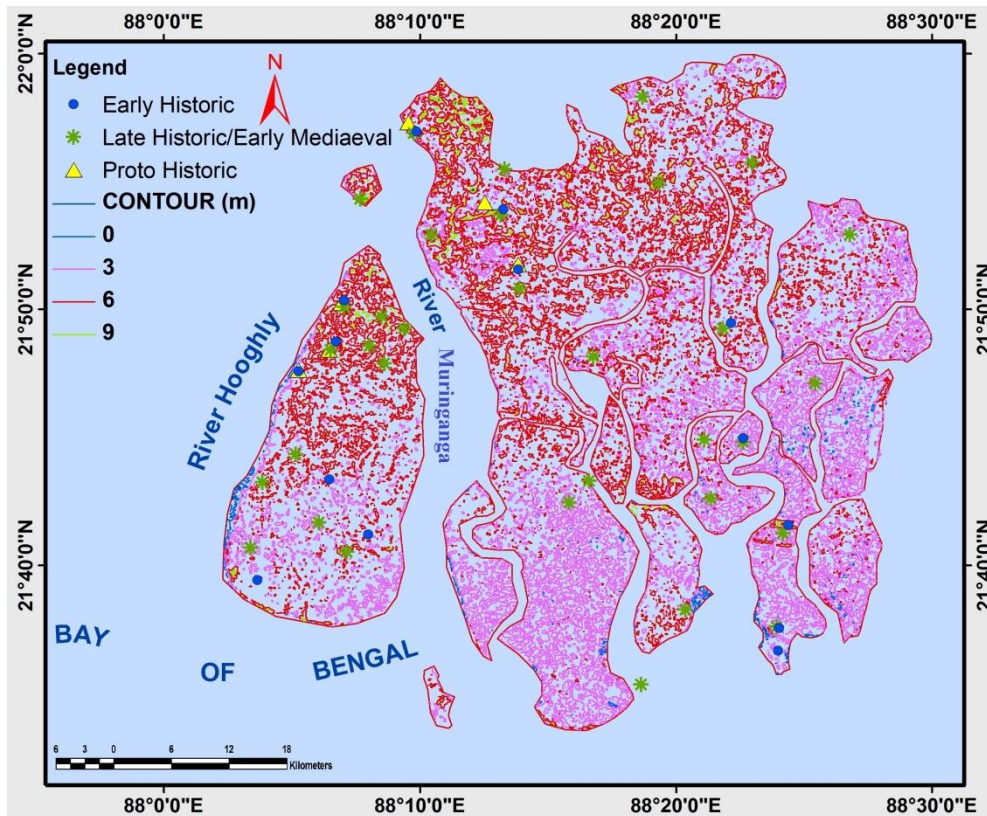 88°0'0"E 88°10'0"E 88°20'0"E 88°30'0"E
22°0'0"N
22°0'0"N
Legend
N
Early Historic
Late Historic/Early Mediaeval
Proto Historic
CONTOUR (m)
0
3
6
9
21°50'0"N
21°50'0"N
River Hooghly
River
Muringanga
21°40'0"N
21°40'0"N
BAY
OF
BENGAL
6 3 0 6 12 18
Kilometers
88°0'0"E 88°10'0"E 88°20'0"E 88°30'0"E